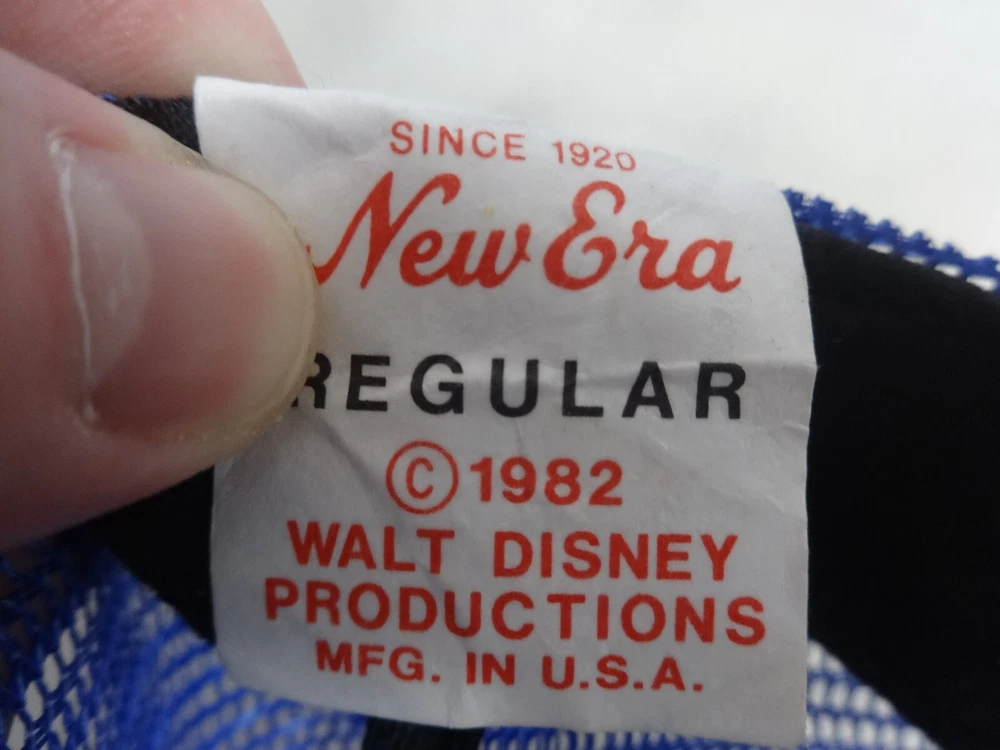 SINCE 1920
New Era
REGULAR
©1982
WALT DISNEY
PRODUCTIONS
MFG. IN U.S.A.